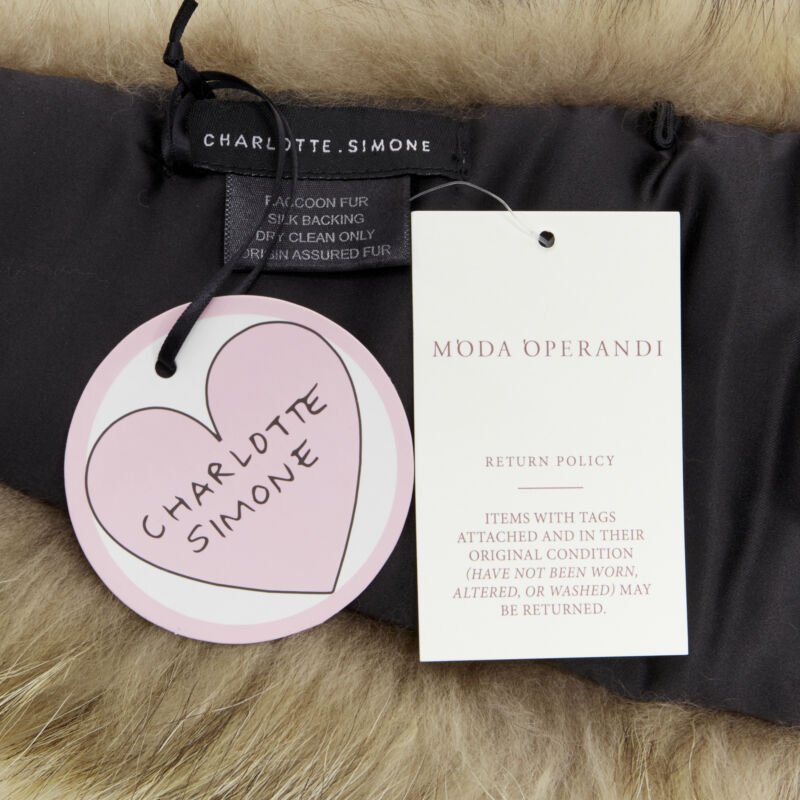 CHARLOTTE.SIMONE
RACCOON FUR
SILK BACKING
DRY CLEAN ONLY
ORIGIN ASSURED FUR
CHARLOTTE
SIMONE
MODA OPERANDI
RETURN POLICY
ITEMS WITH TAGS
ATTACHED AND IN THEIR
ORIGINAL CONDITION
(HAVE NOT BEEN WORN,
ALTERED, OR WASHED) MAY
BE RETURNED.